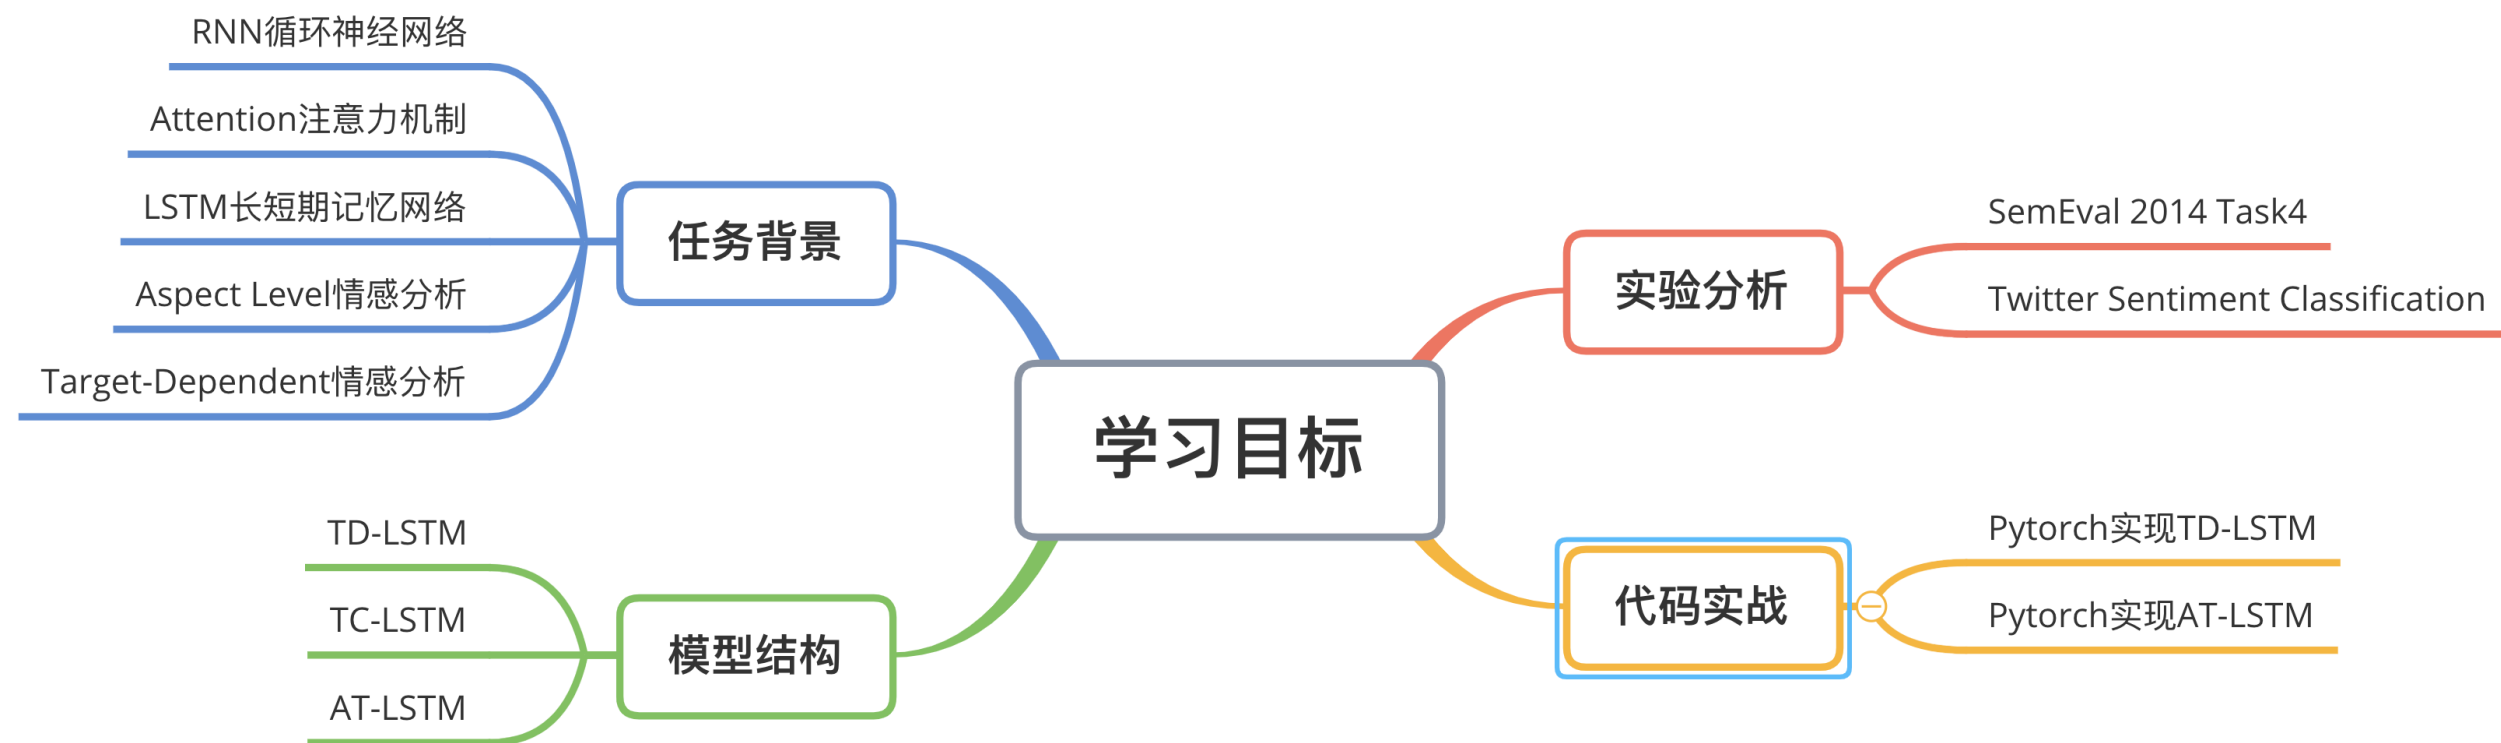 学习目标
任务背景
RNN循环神经网络
Attention注意力机制
LSTM长短期记忆网络
Aspect Level情感分析
Target-Dependent情感分析
模型结构
TD-LSTM
TC-LSTM
AT-LSTM
实验分析
SemEval 2014 Task4
Twitter Sentiment Classification
代码实战
Pytorch实现TD-LSTM
Pytorch实现AT-LSTM